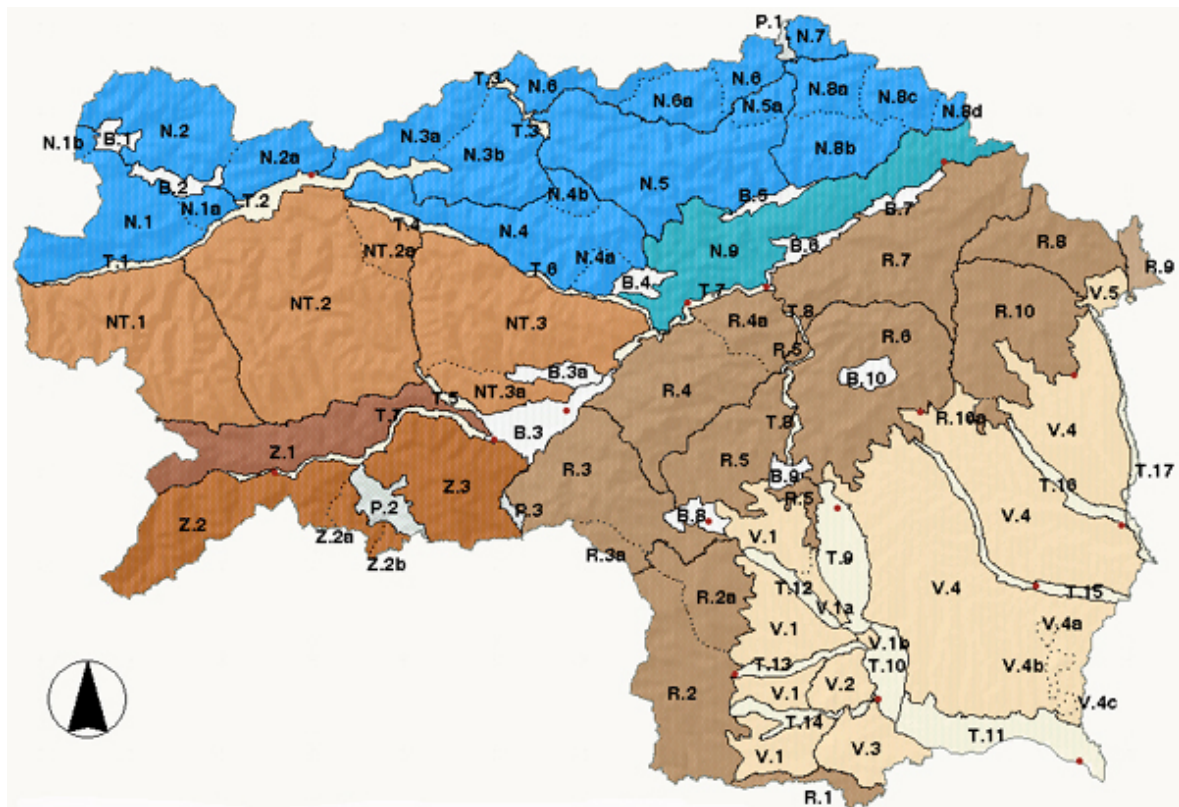 P.1
N.7
T.3
N.6
N.6
N.6a
N.5a
N.8a
N.8c
N.8d
N.1b
B.1
N.2
N.3a
T.3
N.2a
N.3b
N.8b
B.2
N.4b
N.5
B.5
N.1a
T.2
B.7
N.1
T.4
N.4
N.9
B.6
R.8
NT.2a
N.4a
T.1
T.6
B.4
R.7
R.9
T.7
V.5
NT.1
NT.2
NT.3
R.4a
T.8
R.6
R.10
R.5
B.3a
B.10
NT.3a
R.4
T.5
T.7
T.8
R.10a
B.3
V.4
Z.1
R.3
R.5
B.9
T.17
T.16
Z.3
R.5
P.2
P.3
B.8
V.4
Z.2
Z.2a
V.1
T.9
Z.2b
R.3a
T.12
V.4
T.15
R.2a
V.1a
V.1
V.4a
V.1b
T.13
T.10
V.4b
R.2
V.1
V.2
V.4c
T.14
T.11
V.1
V.3
R.1